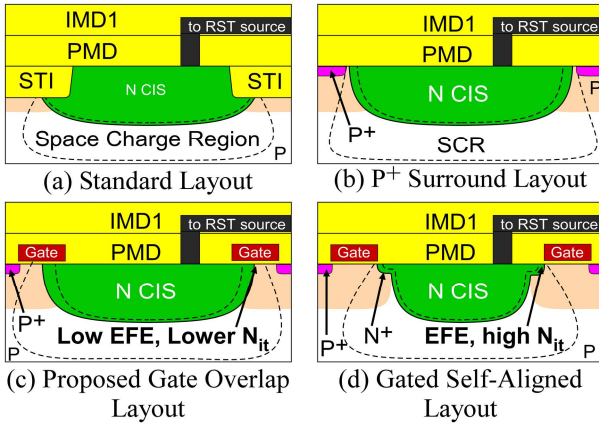 IMD1
to RST source
PMD
STI
N CIS
STI
Space Charge Region
P
(a) Standard Layout
IMD1
to RST source
PMD
N CIS
P
P+
SCR
(b) P+ Surround Layout
IMD1
to RST source
Gate
PMD
Gate
N CIS
P+
Low EFE, Lower Nit
P
(c) Proposed Gate Overlap
Layout
IMD1
to RST source
Gate
PMD
Gate
N CIS
P+
N+
EFE, high Nit
P
(d) Gated Self-Aligned
Layout